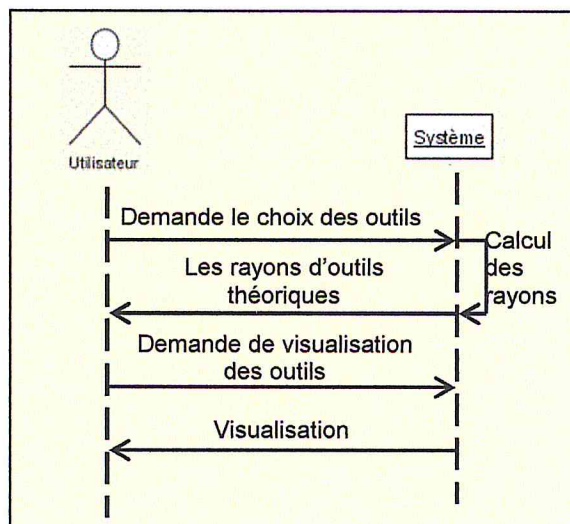 Utilisateur
Système
Demande le choix des outils
Calcul
des
rayons
Les rayons d'outils
théoriques
Demande de visualisation
des outils
Visualisation